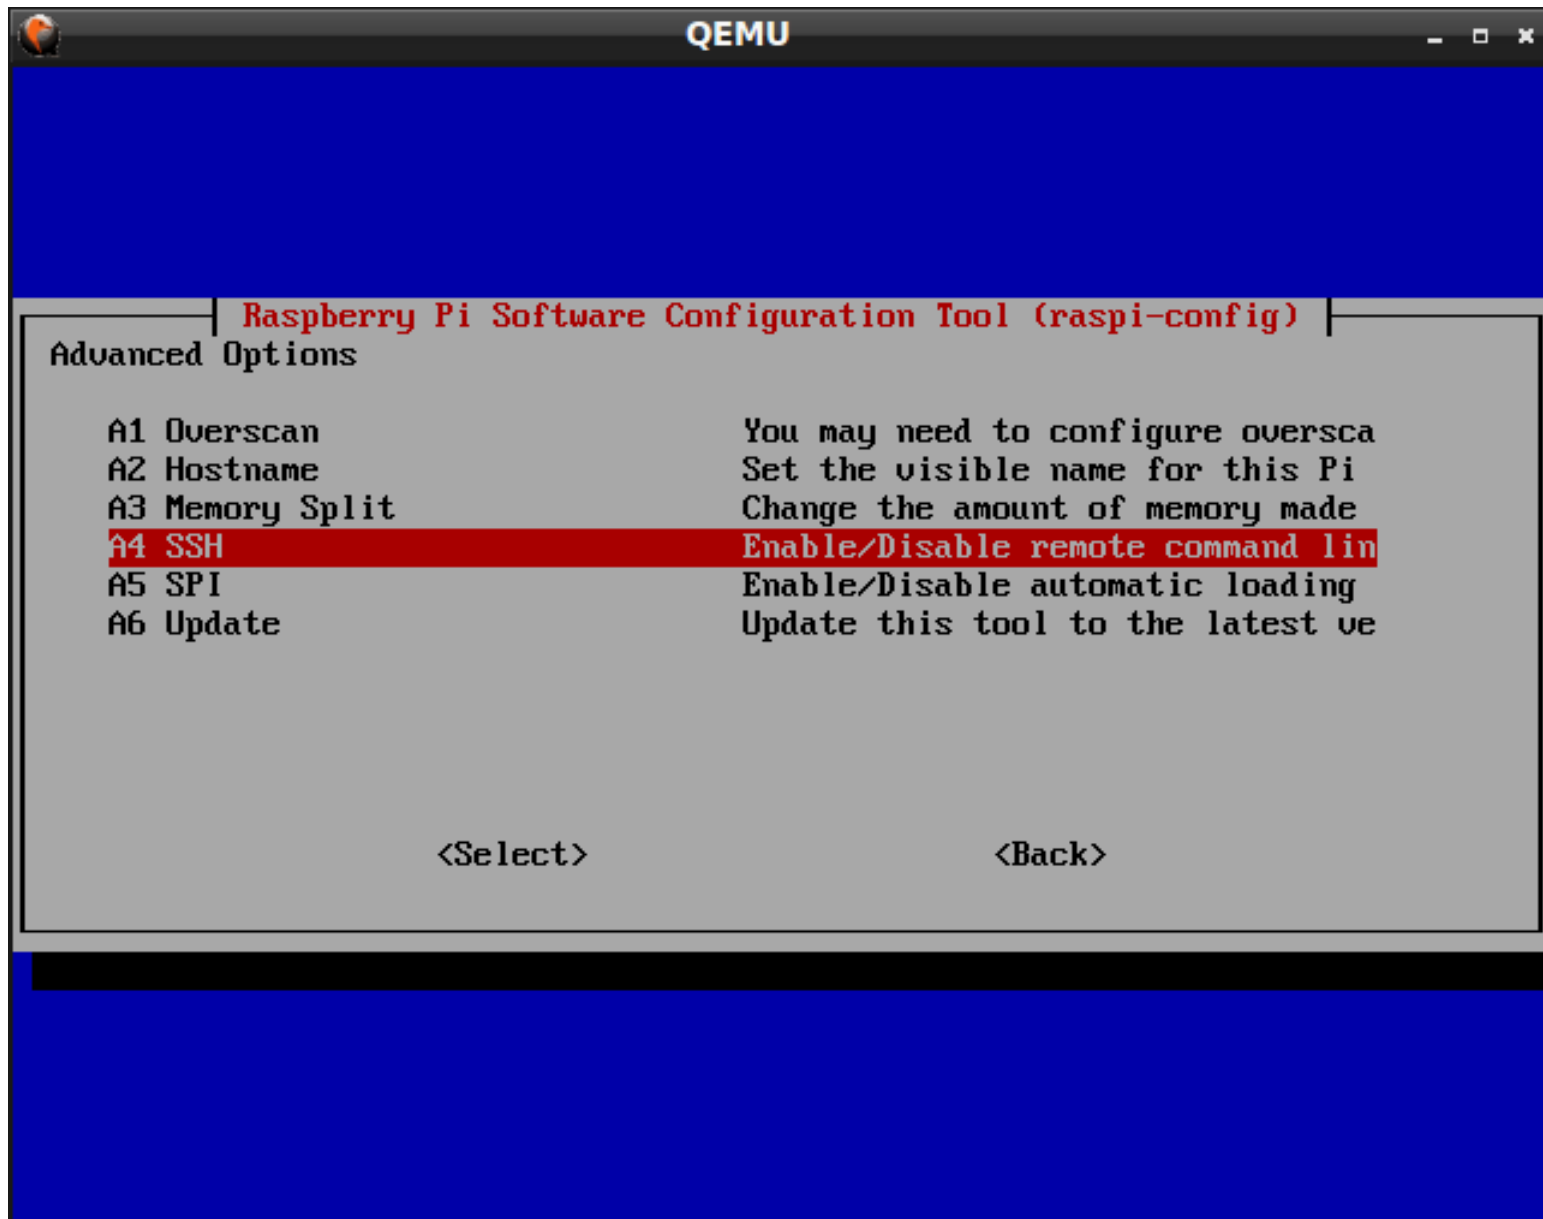 QEMU
Raspberry Pi Software Configuration Tool (raspi-config)
Advanced Options
A1 Overscan You may need to configure oversca
A2 Hostname Set the visible name for this Pi
A3 Memory Split Change the amount of memory made
A4 SSH Enable/Disable remote command lin
A5 SPI Enable/Disable automatic loading
A6 Update Update this tool to the latest ve
<Select> <Back>